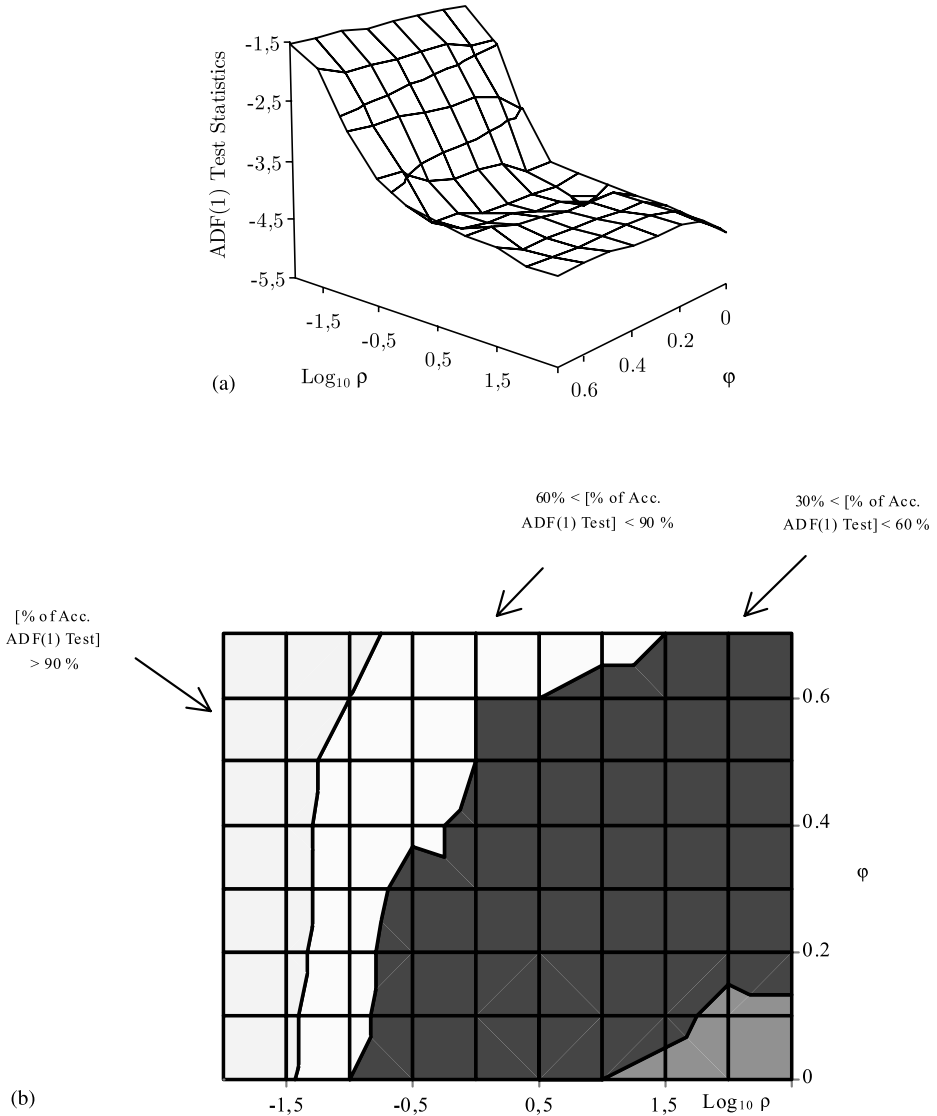 ADF(1) Test Statistics
-1,5
-2,5
-3,5
-4,5
-5,5
-1,5
-0,5
0,5
1,5
Log10 ρ
0
0.2
0.4
0.6
φ
(a)
60% < [% of Acc.
ADF(1) Test] < 90 %
30% < [% of Acc.
ADF(1) Test] < 60 %
[% of Acc.
ADF(1) Test]
> 90 %
0.6
0.4
φ
0.2
0
-1,5
-0,5
0,5
1,5
Log10 ρ
(b)